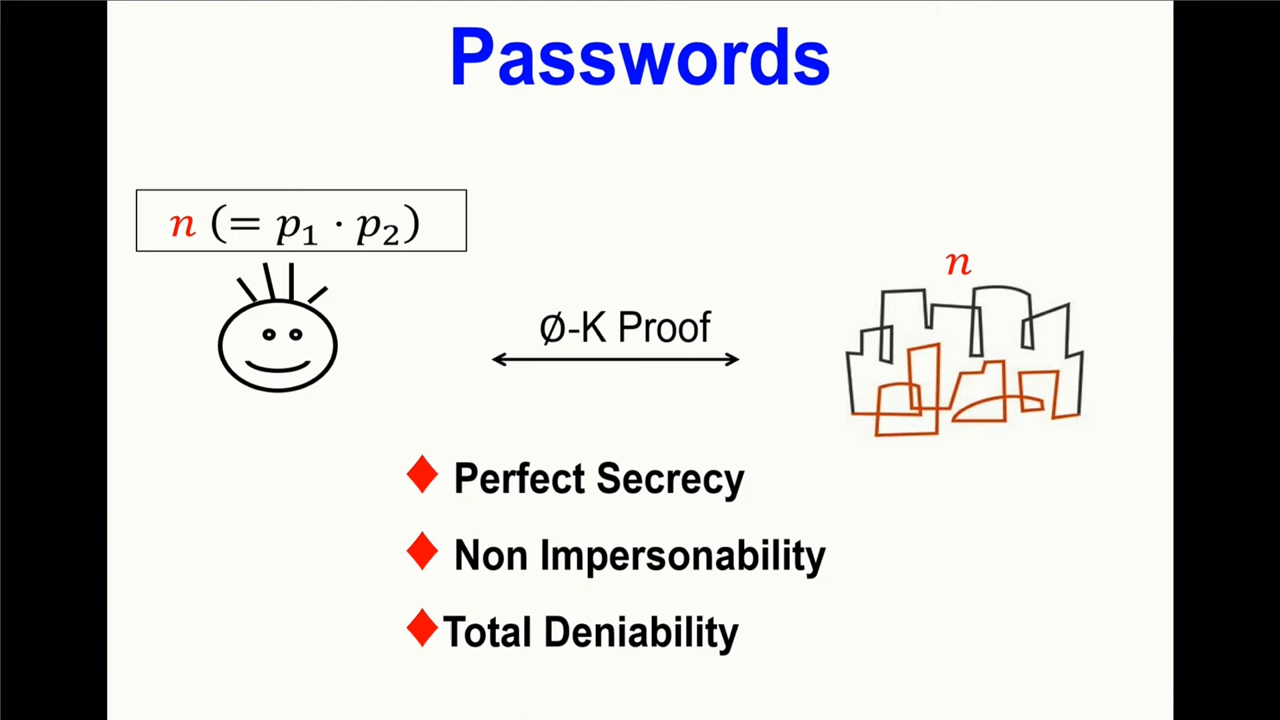 Passwords
n (= p₁ · p₂)
n
∅-K Proof
Perfect Secrecy
Non Impersonability
Total Deniability